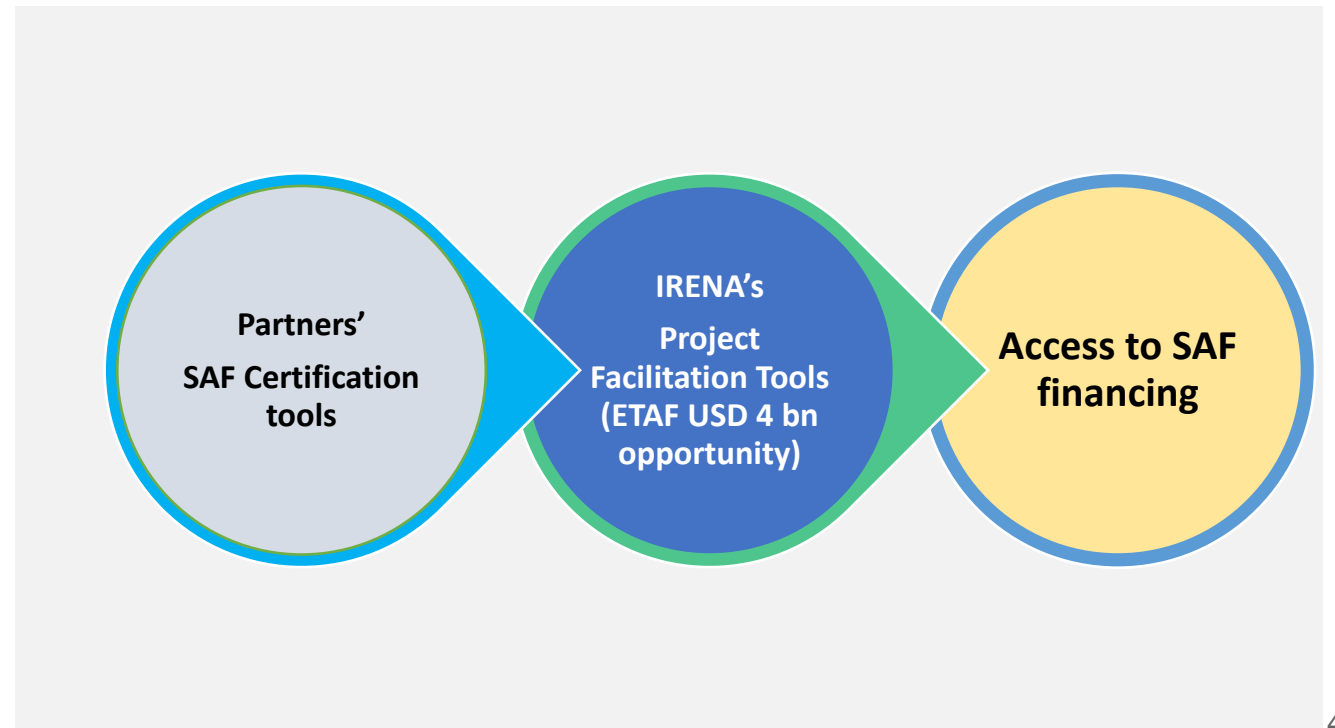 Partners’
SAF Certification
tools
IRENA’s
Project
Facilitation Tools
(ETAF USD 4 bn
opportunity)
Access to SAF
financing